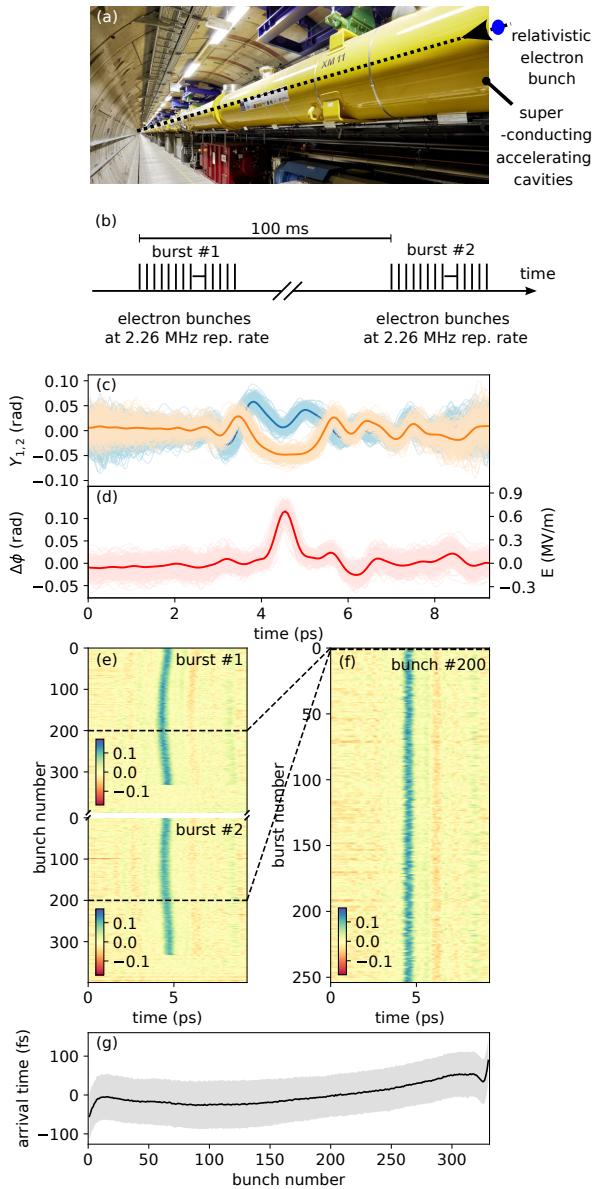 (a)
XM 11
relativistic
electron
bunch
super
-conducting
accelerating
cavities
(b)
100 ms
burst #1
burst #2
time
electron bunches
at 2.26 MHz rep. rate
electron bunches
at 2.26 MHz rep. rate
(c)
0.10
0.05
0.00
−0.05
−0.10
Y1,2 (rad)
(d)
0.10
0.05
0.00
−0.05
Δϕ (rad)
0.9
0.6
0.3
0.0
−0.3
E (MV/m)
0 2 4 6 8
time (ps)
(e)
burst #1
0
100
200
300
0.1
0.0
−0.1
bunch number
burst #2
0
100
200
300
0.1
0.0
−0.1
0 5
time (ps)
(f)
bunch #200
0
50
100
150
200
250
burst number
0.1
0.0
−0.1
0 5
time (ps)
(g)
100
0
−100
arrival time (fs)
0 50 100 150 200 250 300
bunch number